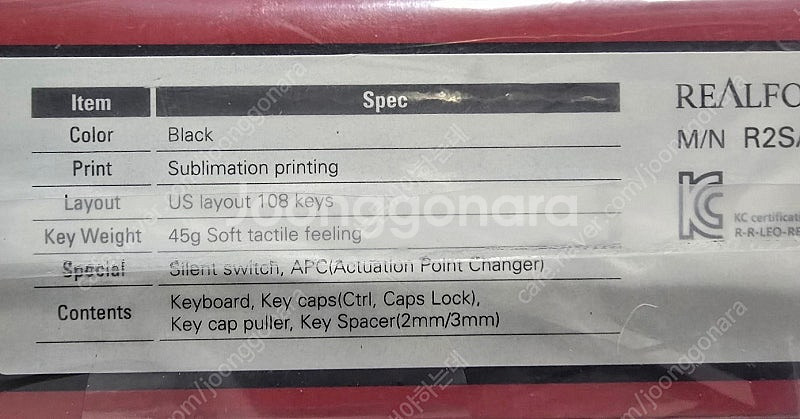 Item Spec
Color Black
Print Sublimation printing
Layout US layout 108 keys
Key Weight 45g Soft tactile feeling
Special Silent switch, APC(Actuation Point Changer)
Contents Keyboard, Key caps(Ctrl, Caps Lock),
Key cap puller, Key Spacer(2mm/3mm)
REALFO
M/N R2S
KC certificati
R-R-LEO-RE
joonggonara